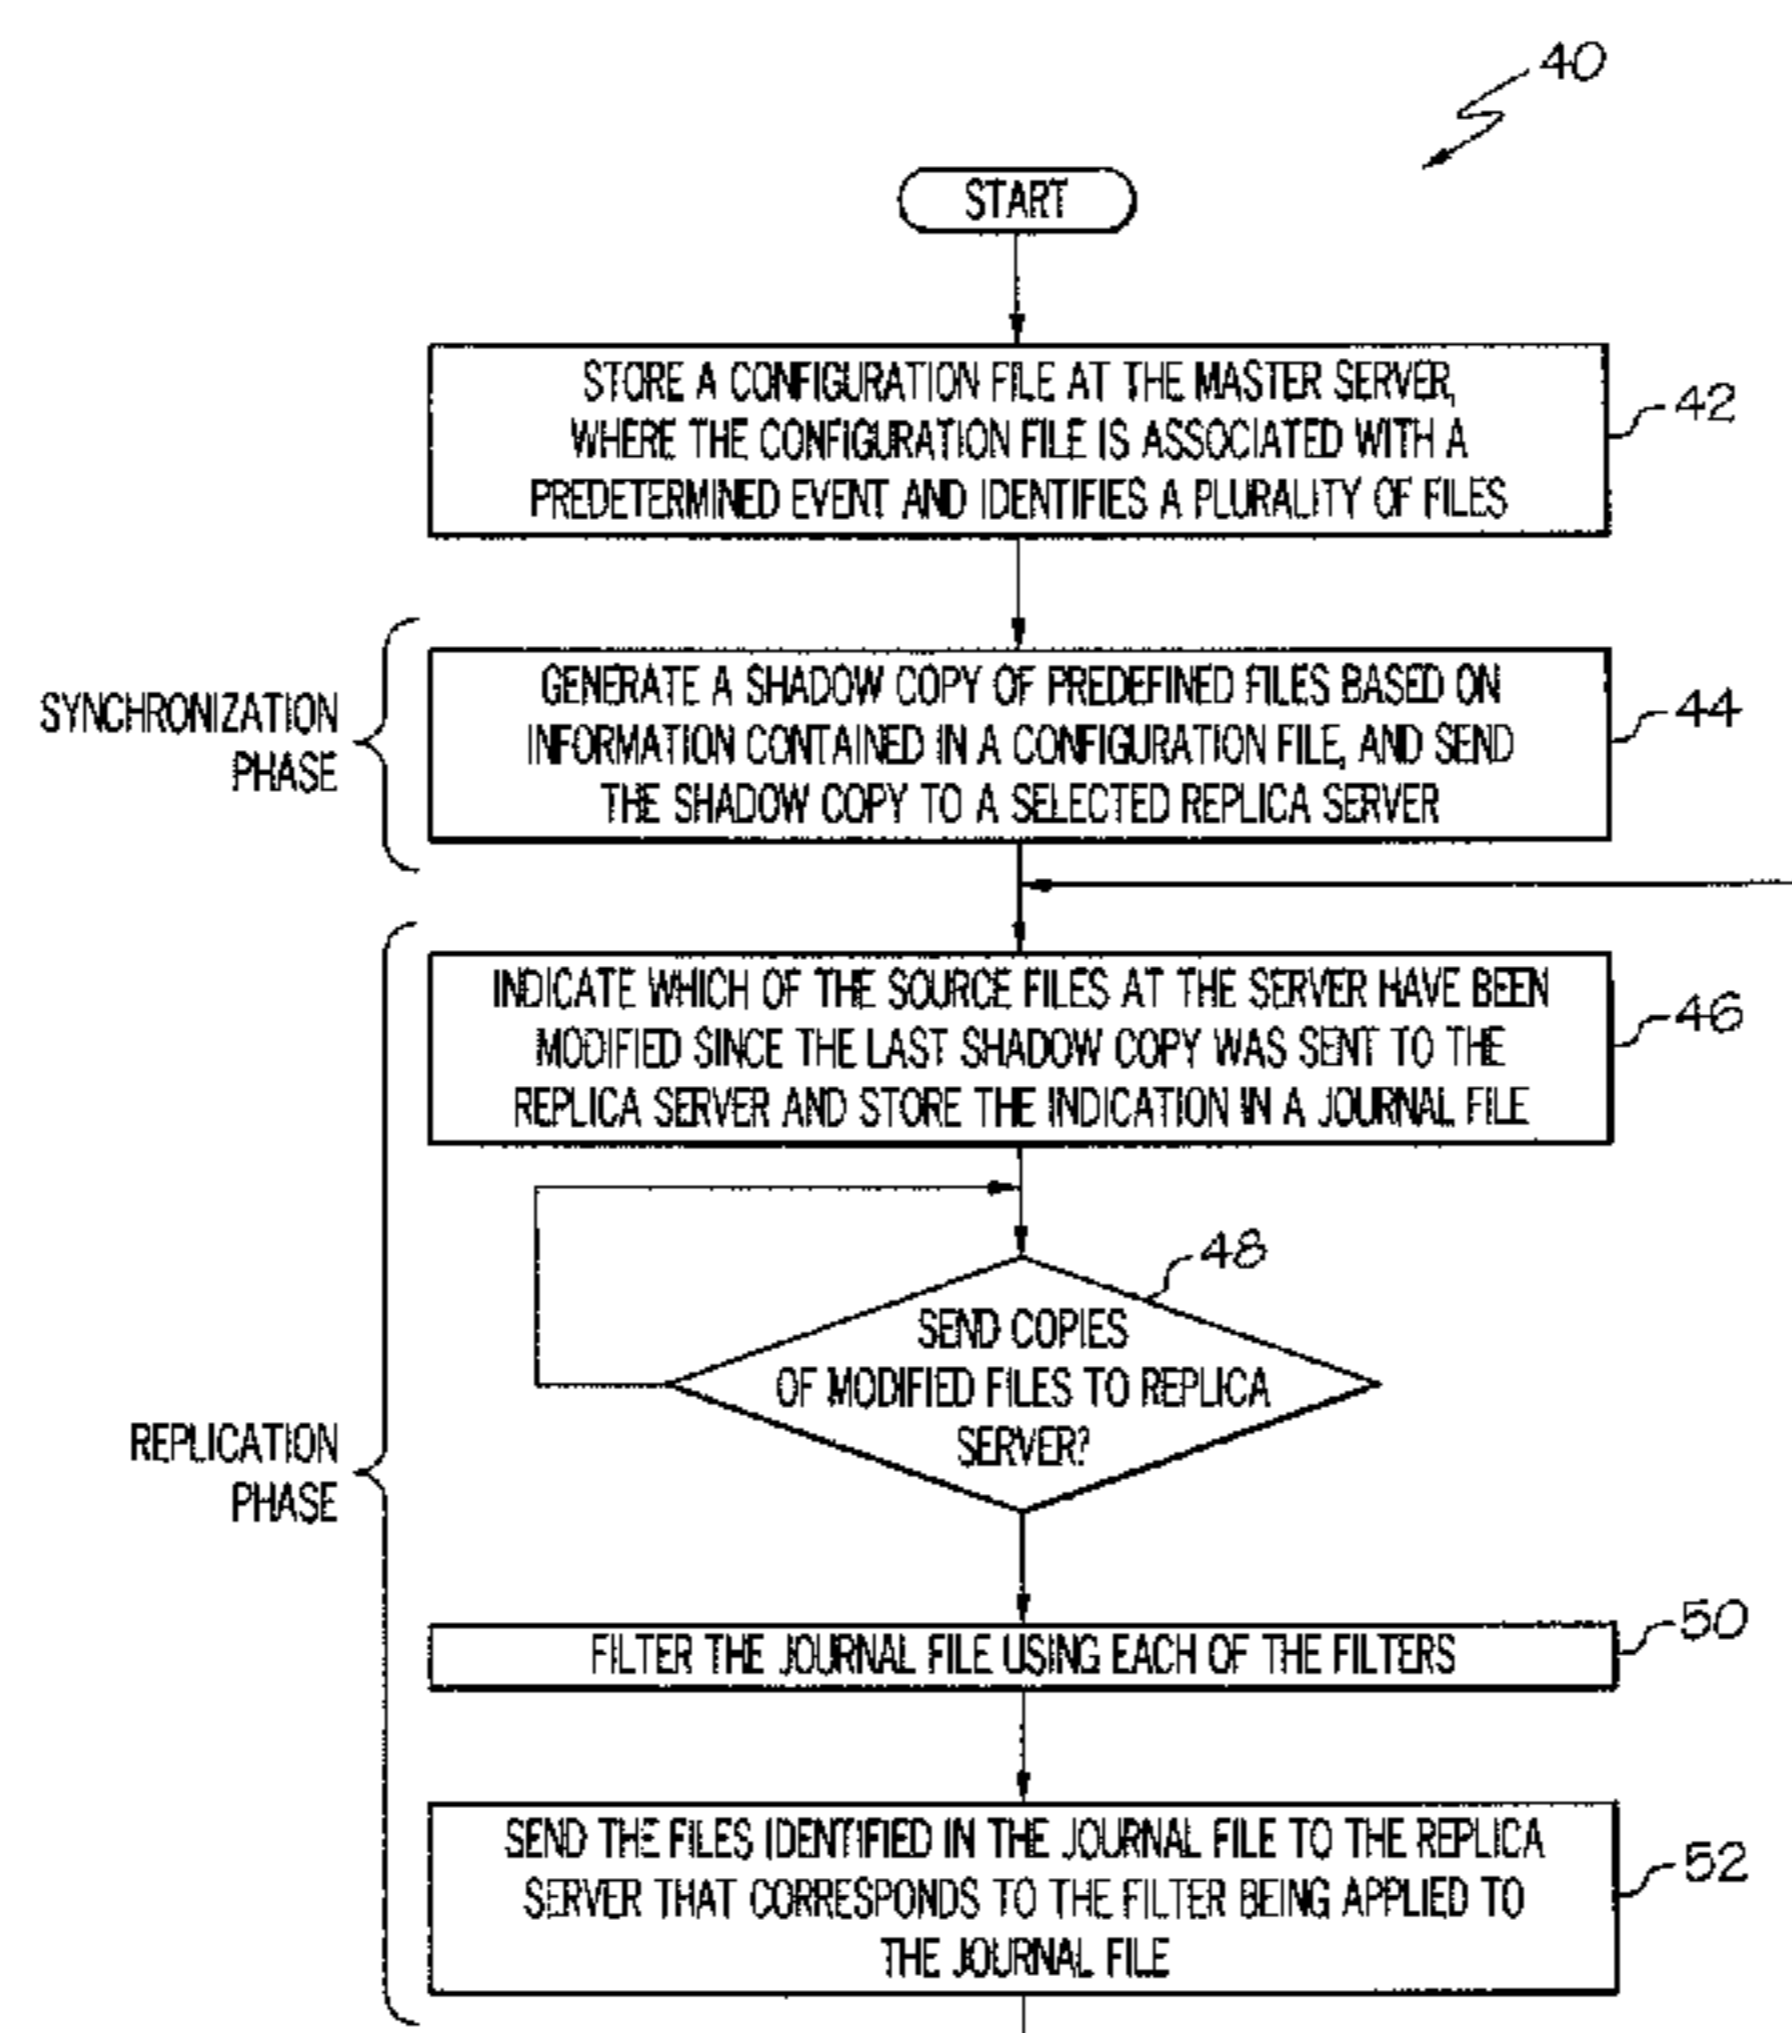 40
START
STORE A CONFIGURATION FILE AT THE MASTER SERVER,
WHERE THE CONFIGURATION FILE IS ASSOCIATED WITH A
PREDETERMINED EVENT AND IDENTIFIES A PLURALITY OF FILES
42
SYNCHRONIZATION
PHASE
GENERATE A SHADOW COPY OF PREDEFINED FILES BASED ON
INFORMATION CONTAINED IN A CONFIGURATION FILE, AND SEND
THE SHADOW COPY TO A SELECTED REPLICA SERVER
44
REPLICATION
PHASE
INDICATE WHICH OF THE SOURCE FILES AT THE SERVER HAVE BEEN
MODIFIED SINCE THE LAST SHADOW COPY WAS SENT TO THE
REPLICA SERVER AND STORE THE INDICATION IN A JOURNAL FILE
46
48
SEND COPIES
OF MODIFIED FILES TO REPLICA
SERVER?
FILTER THE JOURNAL FILE USING EACH OF THE FILTERS
50
SEND THE FILES IDENTIFIED IN THE JOURNAL FILE TO THE REPLICA
SERVER THAT CORRESPONDS TO THE FILTER BEING APPLIED TO
THE JOURNAL FILE
52